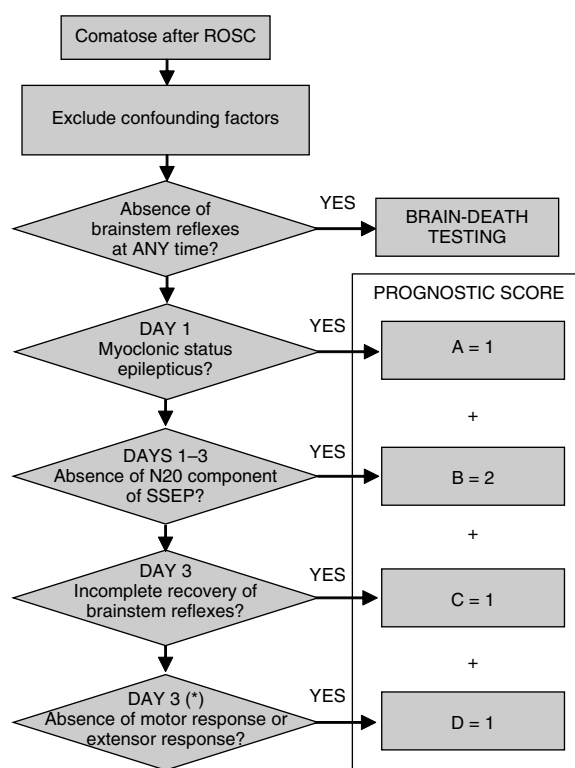 Comatose after ROSC
Exclude confounding factors
Absence of
brainstem reflexes
at ANY time?
YES
BRAIN-DEATH
TESTING
PROGNOSTIC SCORE
DAY 1
Myoclonic status
epilepticus?
YES
A = 1
+
DAYS 1–3
Absence of N20 component
of SSEP?
YES
B = 2
+
DAY 3
Incomplete recovery of
brainstem reflexes?
YES
C = 1
+
DAY 3 (*)
Absence of motor response or
extensor response?
YES
D = 1